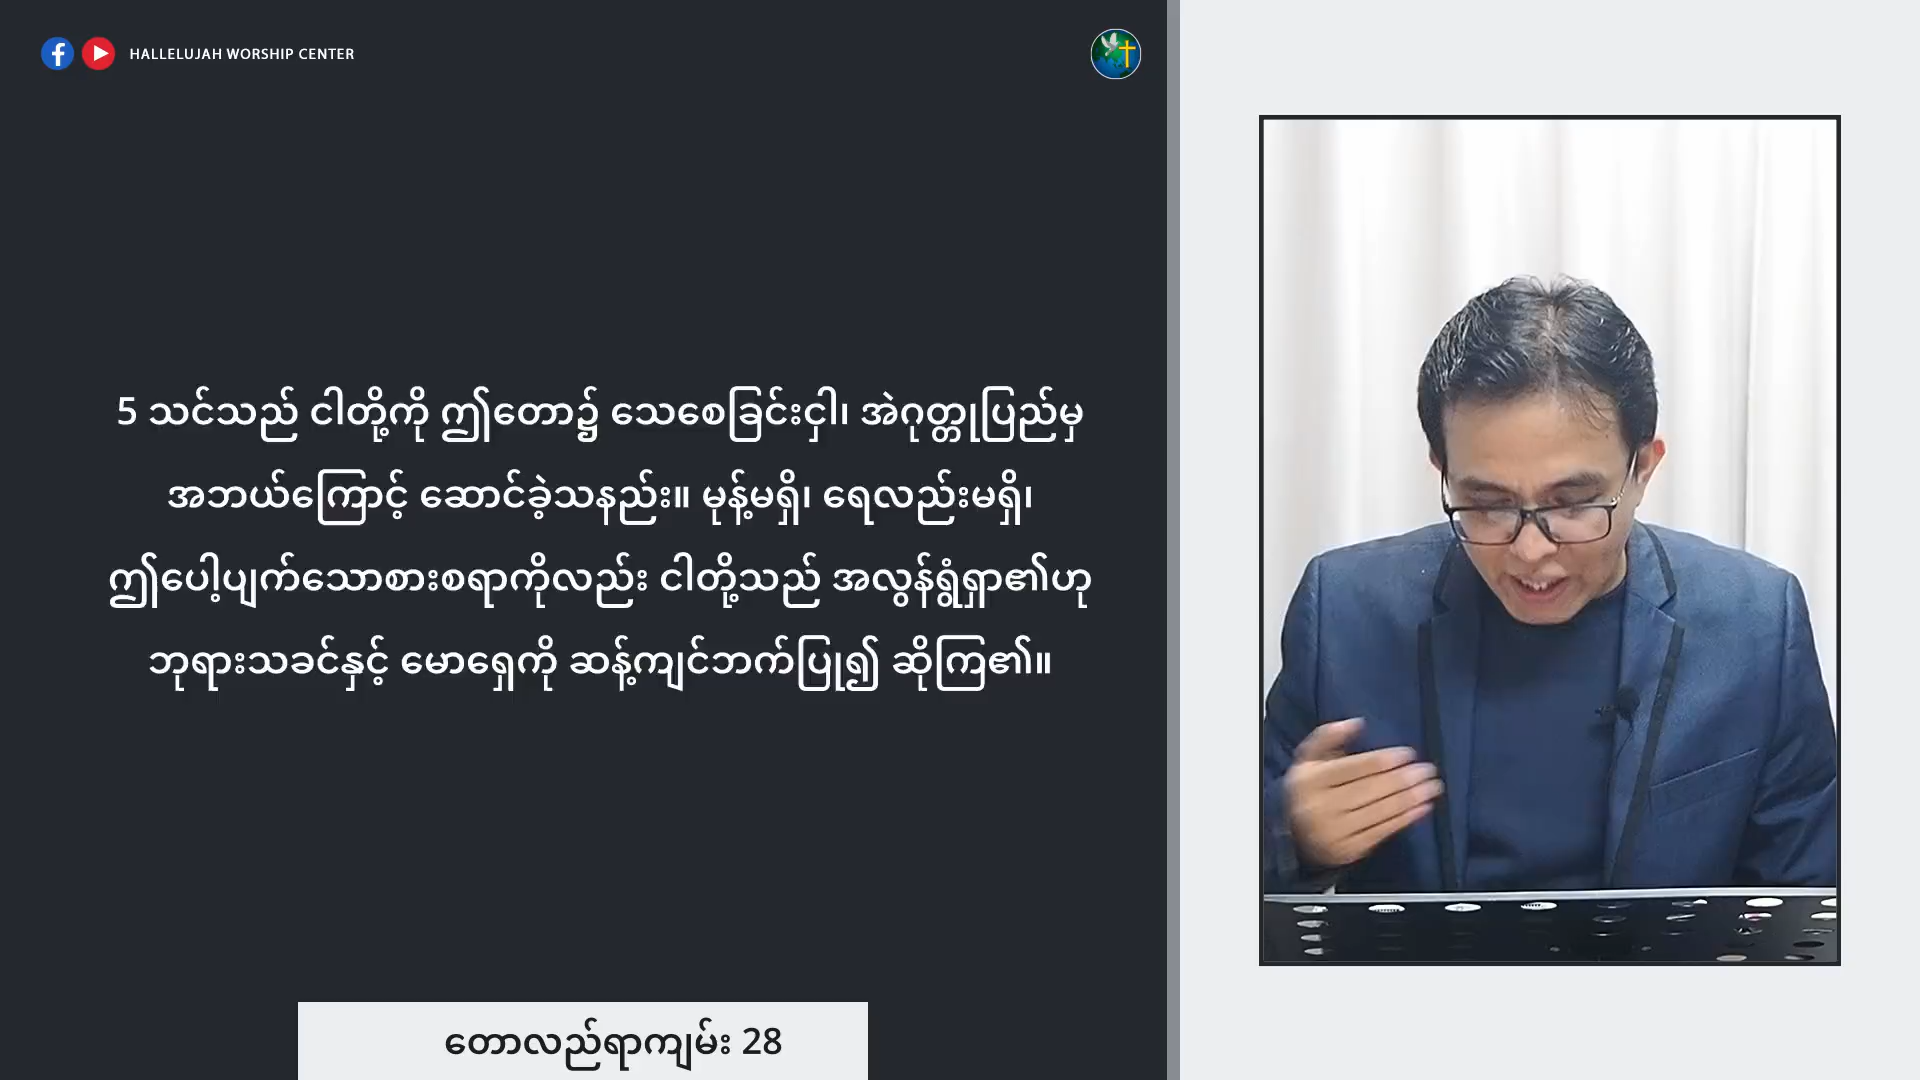 HALLELUJAH WORSHIP CENTER
5 သင်သည် ငါတို့ကို ဤတော၌ သေစေခြင်းငှါ၊ အဲဂုတ္တုပြည်မှ
အဘယ်ကြောင့် ဆောင်ခဲ့သနည်း။ မုန့်မရှိ၊ ရေလည်းမရှိ၊
ဤပေါ့ပျက်သောစားစရာကိုလည်း ငါတို့သည် အလွန်ရွံရှာ၏ဟု
ဘုရားသခင်နှင့် မောရှေကို ဆန့်ကျင်ဘက်ပြု၍ ဆိုကြ၏။
တောလည်ရာကျမ်း 28